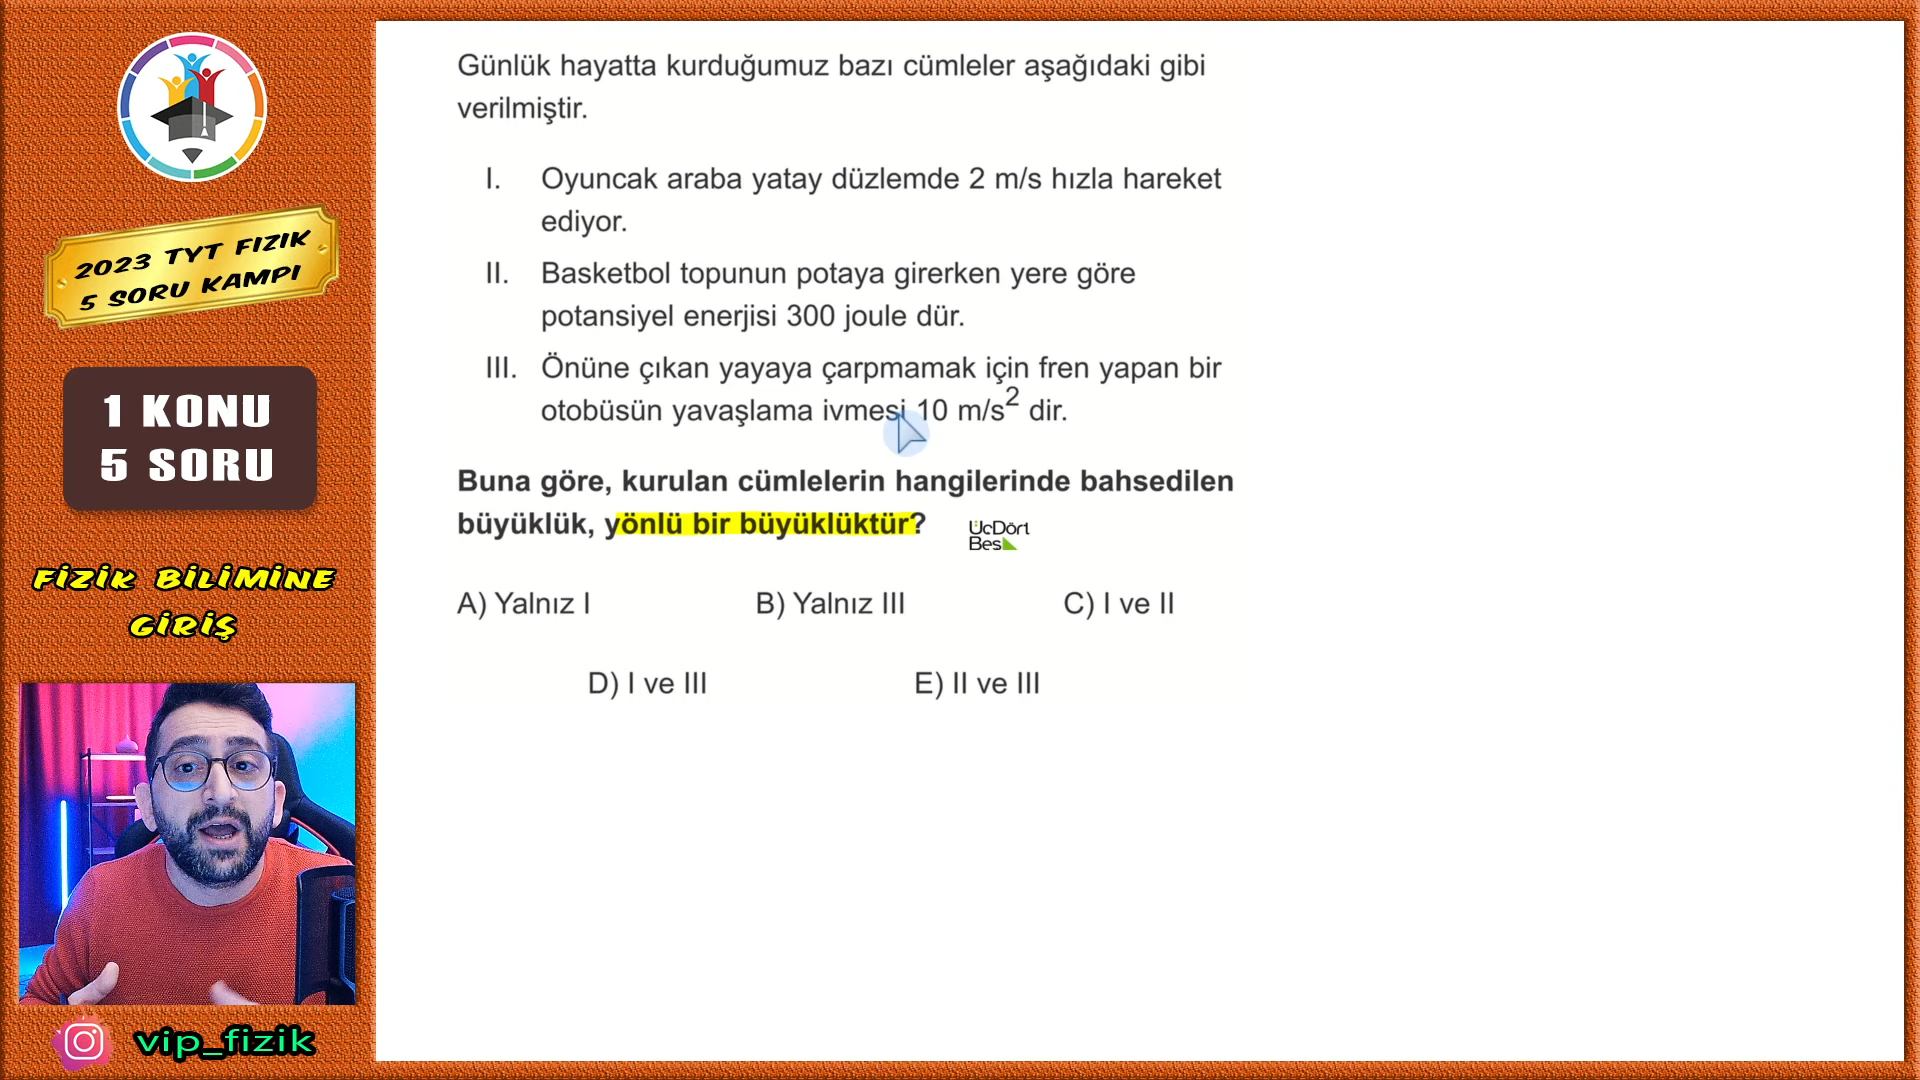 2023 TYT FIZIK
5 SORU KAMPI
1 KONU
5 SORU
FİZİK BİLİMİNE
GİRİŞ
vip_fizik
Günlük hayatta kurduğumuz bazı cümleler aşağıdaki gibi
verilmiştir.
I. Oyuncak araba yatay düzlemde 2 m/s hızla hareket
ediyor.
II. Basketbol topunun potaya girerken yere göre
potansiyel enerjisi 300 joule dür.
III. Önüne çıkan yayaya çarpmamak için fren yapan bir
otobüsün yavaşlama ivmesi 10 m/s² dir.
Buna göre, kurulan cümlelerin hangilerinde bahsedilen
büyüklük, yönlü bir büyüklüktür?
ÜçDört
Beş
A) Yalnız I B) Yalnız III C) I ve II
D) I ve III E) II ve III